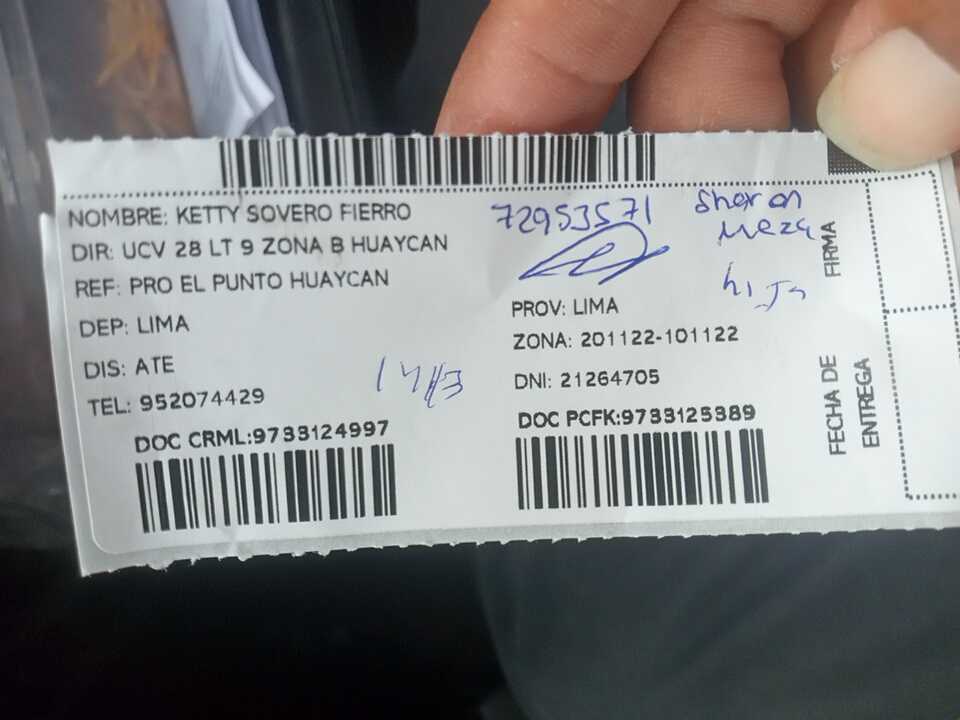 NOMBRE: KETTY SOVERO FIERRO
72953571
Sharon
Meza
hija
DIR: UCV 28 LT 9 ZONA B HUAYCAN
REF: PRO EL PUNTO HUAYCAN
FIRMA
DEP: LIMA
PROV: LIMA
ZONA: 201122-101122
DIS: ATE
DNI: 21264705
TEL: 952074429
FECHA DE
ENTREGA
DOC CRML:9733124997
DOC PCFK:9733125389